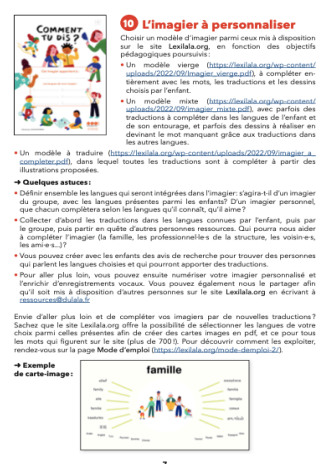 COMMENT
TU DIS ?
10 L'imagier à personnaliser
Choisir un modèle d'imagier parmi ceux mis à disposition
sur le site Lexilala.org, en fonction des objectifs
pédagogiques poursuivis :
• Un modèle vierge (https://lexilala.org/wp-content/
uploads/2022/09/Imagier_vierge.pdf), à compléter en-
tièrement avec les mots, les traductions et les dessins
choisis par l'enfant.
• Un modèle mixte (https://lexilala.org/wp-content/
uploads/2022/09/imagier_mixte.pdf), avec parfois des
traductions à compléter dans les langues de l'enfant et
de son entourage, et parfois des dessins à réaliser en
devinant le mot manquant grâce aux traductions dans
les autres langues.
• Un modèle à traduire (https://lexilala.org/wp-content/uploads/2022/09/imagier_a_
completer.pdf), dans lequel toutes les traductions sont à compléter à partir des
illustrations proposées.
➜ Quelques astuces :
• Définir ensemble les langues qui seront intégrées dans l'imagier: s'agira-t-il d'un imagier
du groupe, avec les langues présentes parmi les enfants? D'un imagier personnel,
que chacun complétera selon les langues qu'il connaît, qu'il aime ?
• Collecter d'abord les traductions dans les langues connues par l'enfant, puis par
le groupe, puis partir en quête d'autres personnes ressources. Qui pourra nous aider
à compléter l'imagier (la famille, les professionnel·le·s de la structure, les voisin·e·s,
les ami·e·s...)?
• Vous pouvez créer avec les enfants des avis de recherche pour trouver des personnes
qui parlent les langues choisies et qui pourront apporter des traductions.
• Pour aller plus loin, vous pouvez ensuite numériser votre imagier personnalisé et
l'enrichir d'enregistrements vocaux. Vous pouvez également nous le partager afin
qu'il soit mis à disposition d'autres personnes sur le site Lexilala.org en écrivant à
ressources@dulala.fr
Envie d'aller plus loin et de compléter vos imagiers par de nouvelles traductions ?
Sachez que le site Lexilala.org offre la possibilité de sélectionner les langues de votre
choix parmi celles présentes afin de créer des cartes images en pdf, et ce pour tous
les mots qui figurent sur le site (plus de 700 !). Pour découvrir comment les exploiter,
rendez-vous sur la page Mode d'emploi (https://lexilala.org/mode-demploi-2/).
➜ Exemple
de carte-image :
famille